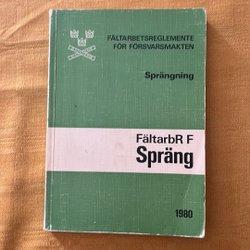 FÄLTARBETSREGLEMENTE
FÖR FÖRSVARSMAKTEN
Sprängning
FältarbR F
Spräng
1980